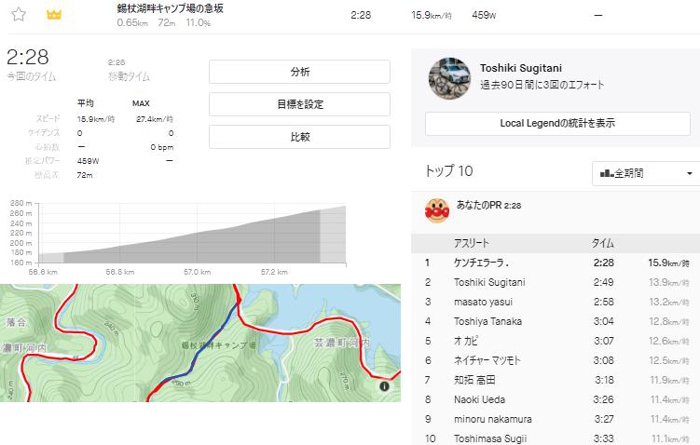 錫杖湖畔キャンプ場の急坂
0.65km 72m 11.0%
2:28 15.9km/時 459W —
2:28
今回のタイム
2:28
移動タイム
分析
目標を設定
比較
平均 MAX
スピード 15.9km/時 27.4km/時
ケイデンス 0 0
心拍数 — 0 bpm
推定パワー 459W —
標高差 72m
280 m
260 m
240 m
220 m
200 m
180 m
160 m
56.6 km 56.8 km 57.0 km 57.2 km
落合
濃町河内
錫杖湖畔キャンプ場
芸濃町河内
Toshiki Sugitani
過去90日間に3回のエフォート
Local Legendの統計を表示
トップ 10
全期間
あなたのPR 2:28
アスリート タイム
1 ケンチェラーラ . 2:28 15.9km/時
2 Toshiki Sugitani 2:49 13.9km/時
3 masato yasui 2:58 13.2km/時
4 Toshiya Tanaka 3:04 12.8km/時
5 オ カピ 3:07 12.6km/時
6 ネイチャー マツモト 3:08 12.5km/時
7 知拓 高田 3:18 11.9km/時
8 Naoki Ueda 3:26 11.4km/時
9 minoru nakamura 3:27 11.4km/時
10 Toshimasa Sugii 3:33 11.1km/時